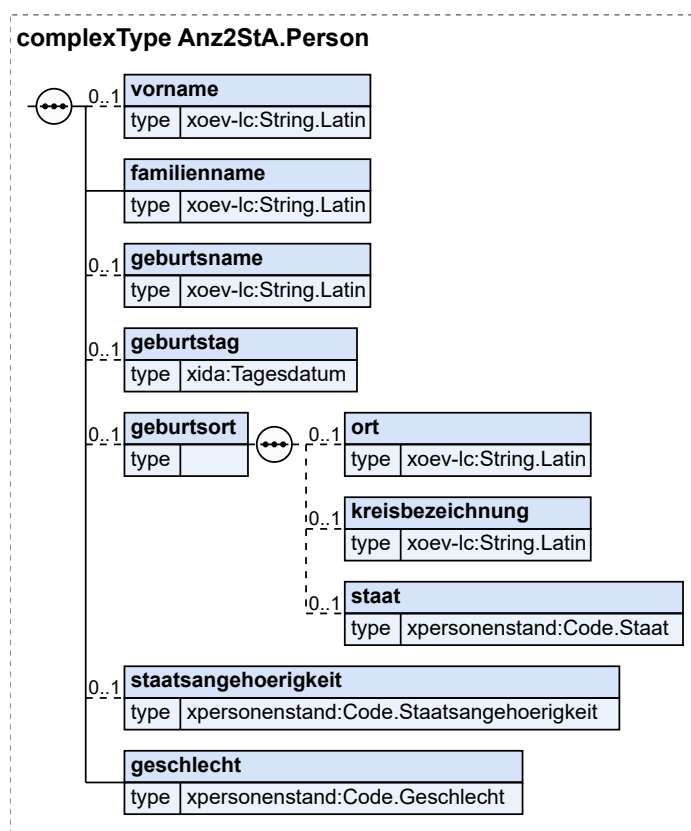 complexType Anz2StA.Person
0..1 vorname
type xoev-lc:String.Latin
familienname
type xoev-lc:String.Latin
0..1 geburtsname
type xoev-lc:String.Latin
0..1 geburtstag
type xida:Tagesdatum
0..1 geburtsort 0..1 ort
type type xoev-lc:String.Latin
0..1 kreisbezeichnung
type xoev-lc:String.Latin
0..1 staat
type xpersonenstand:Code.Staat
0..1 staatsangehoerigkeit
type xpersonenstand:Code.Staatsangehoerigkeit
geschlecht
type xpersonenstand:Code.Geschlecht